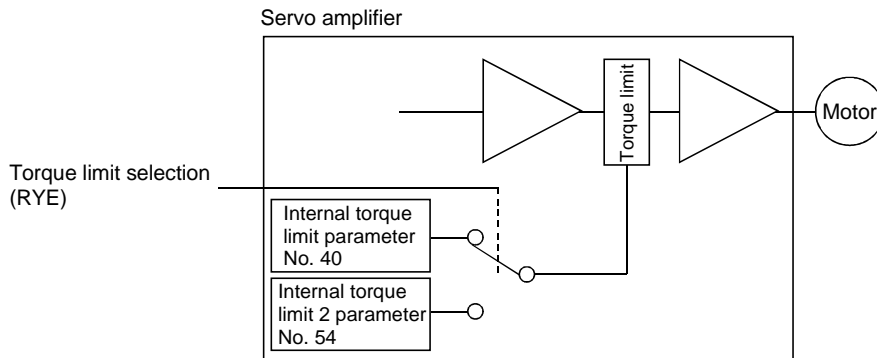 Servo amplifier
Torque limit
Motor
Torque limit selection
(RYE)
Internal torque
limit parameter
No. 40
Internal torque
limit 2 parameter
No. 54